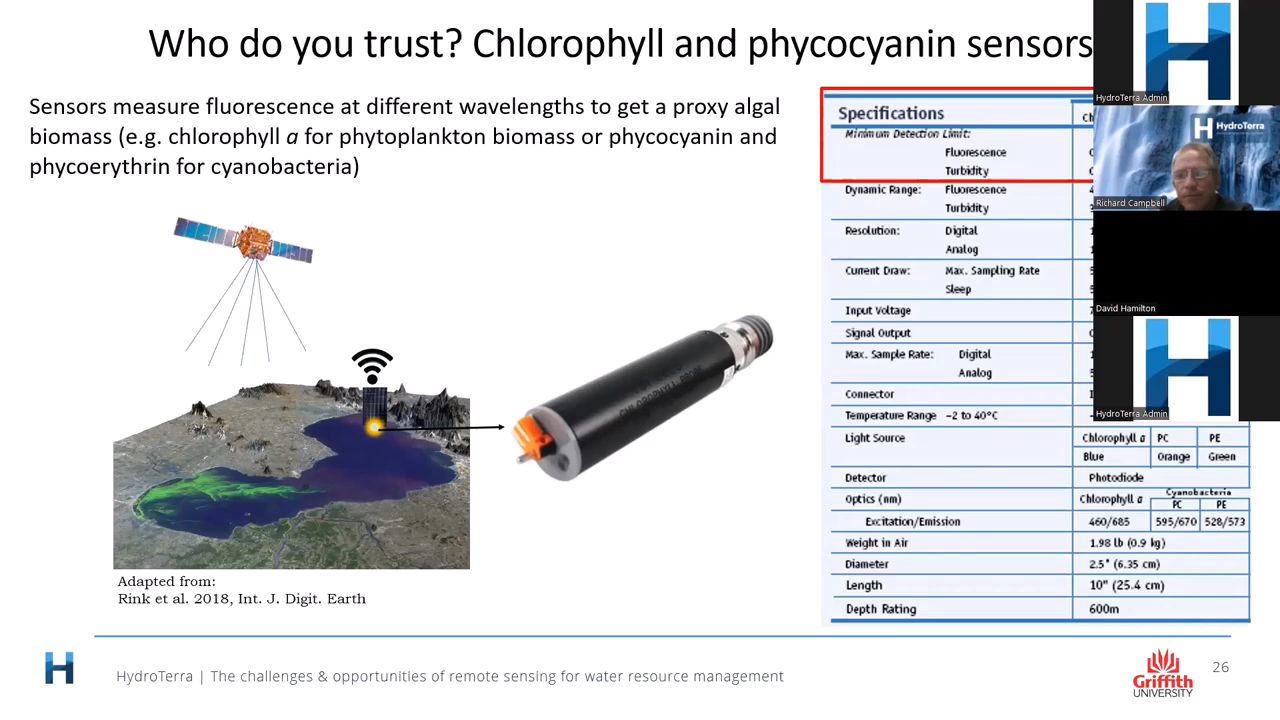 Who do you trust? Chlorophyll and phycocyanin sensors
Sensors measure fluorescence at different wavelengths to get a proxy algal
biomass (e.g. chlorophyll a for phytoplankton biomass or phycocyanin and
phycoerythrin for cyanobacteria)
CHLOROPHYLL PROBE
Adapted from:
Rink et al. 2018, Int. J. Digit. Earth
Specifications
Minimum Detection Limit:
Fluorescence
Turbidity
Dynamic Range: Fluorescence
Turbidity
Resolution: Digital
Analog
Current Draw: Max. Sampling Rate
Sleep
Input Voltage
Signal Output
Max. Sample Rate: Digital
Analog
Connector
Temperature Range −2 to 40°C
Light Source Chlorophyll a PC PE
Blue Orange Green
Detector Photodiode
Optics (nm) Chlorophyll a Cyanobacteria
PC PE
Excitation/Emission 460/685 595/670 528/573
Weight in Air 1.98 lb (0.9 kg)
Diameter 2.5" (6.35 cm)
Length 10" (25.4 cm)
Depth Rating 600m
HydroTerra Admin
HydroTerra
Richard Campbell
David Hamilton
HydroTerra Admin
HydroTerra | The challenges & opportunities of remote sensing for water resource management
Griffith
UNIVERSITY
26